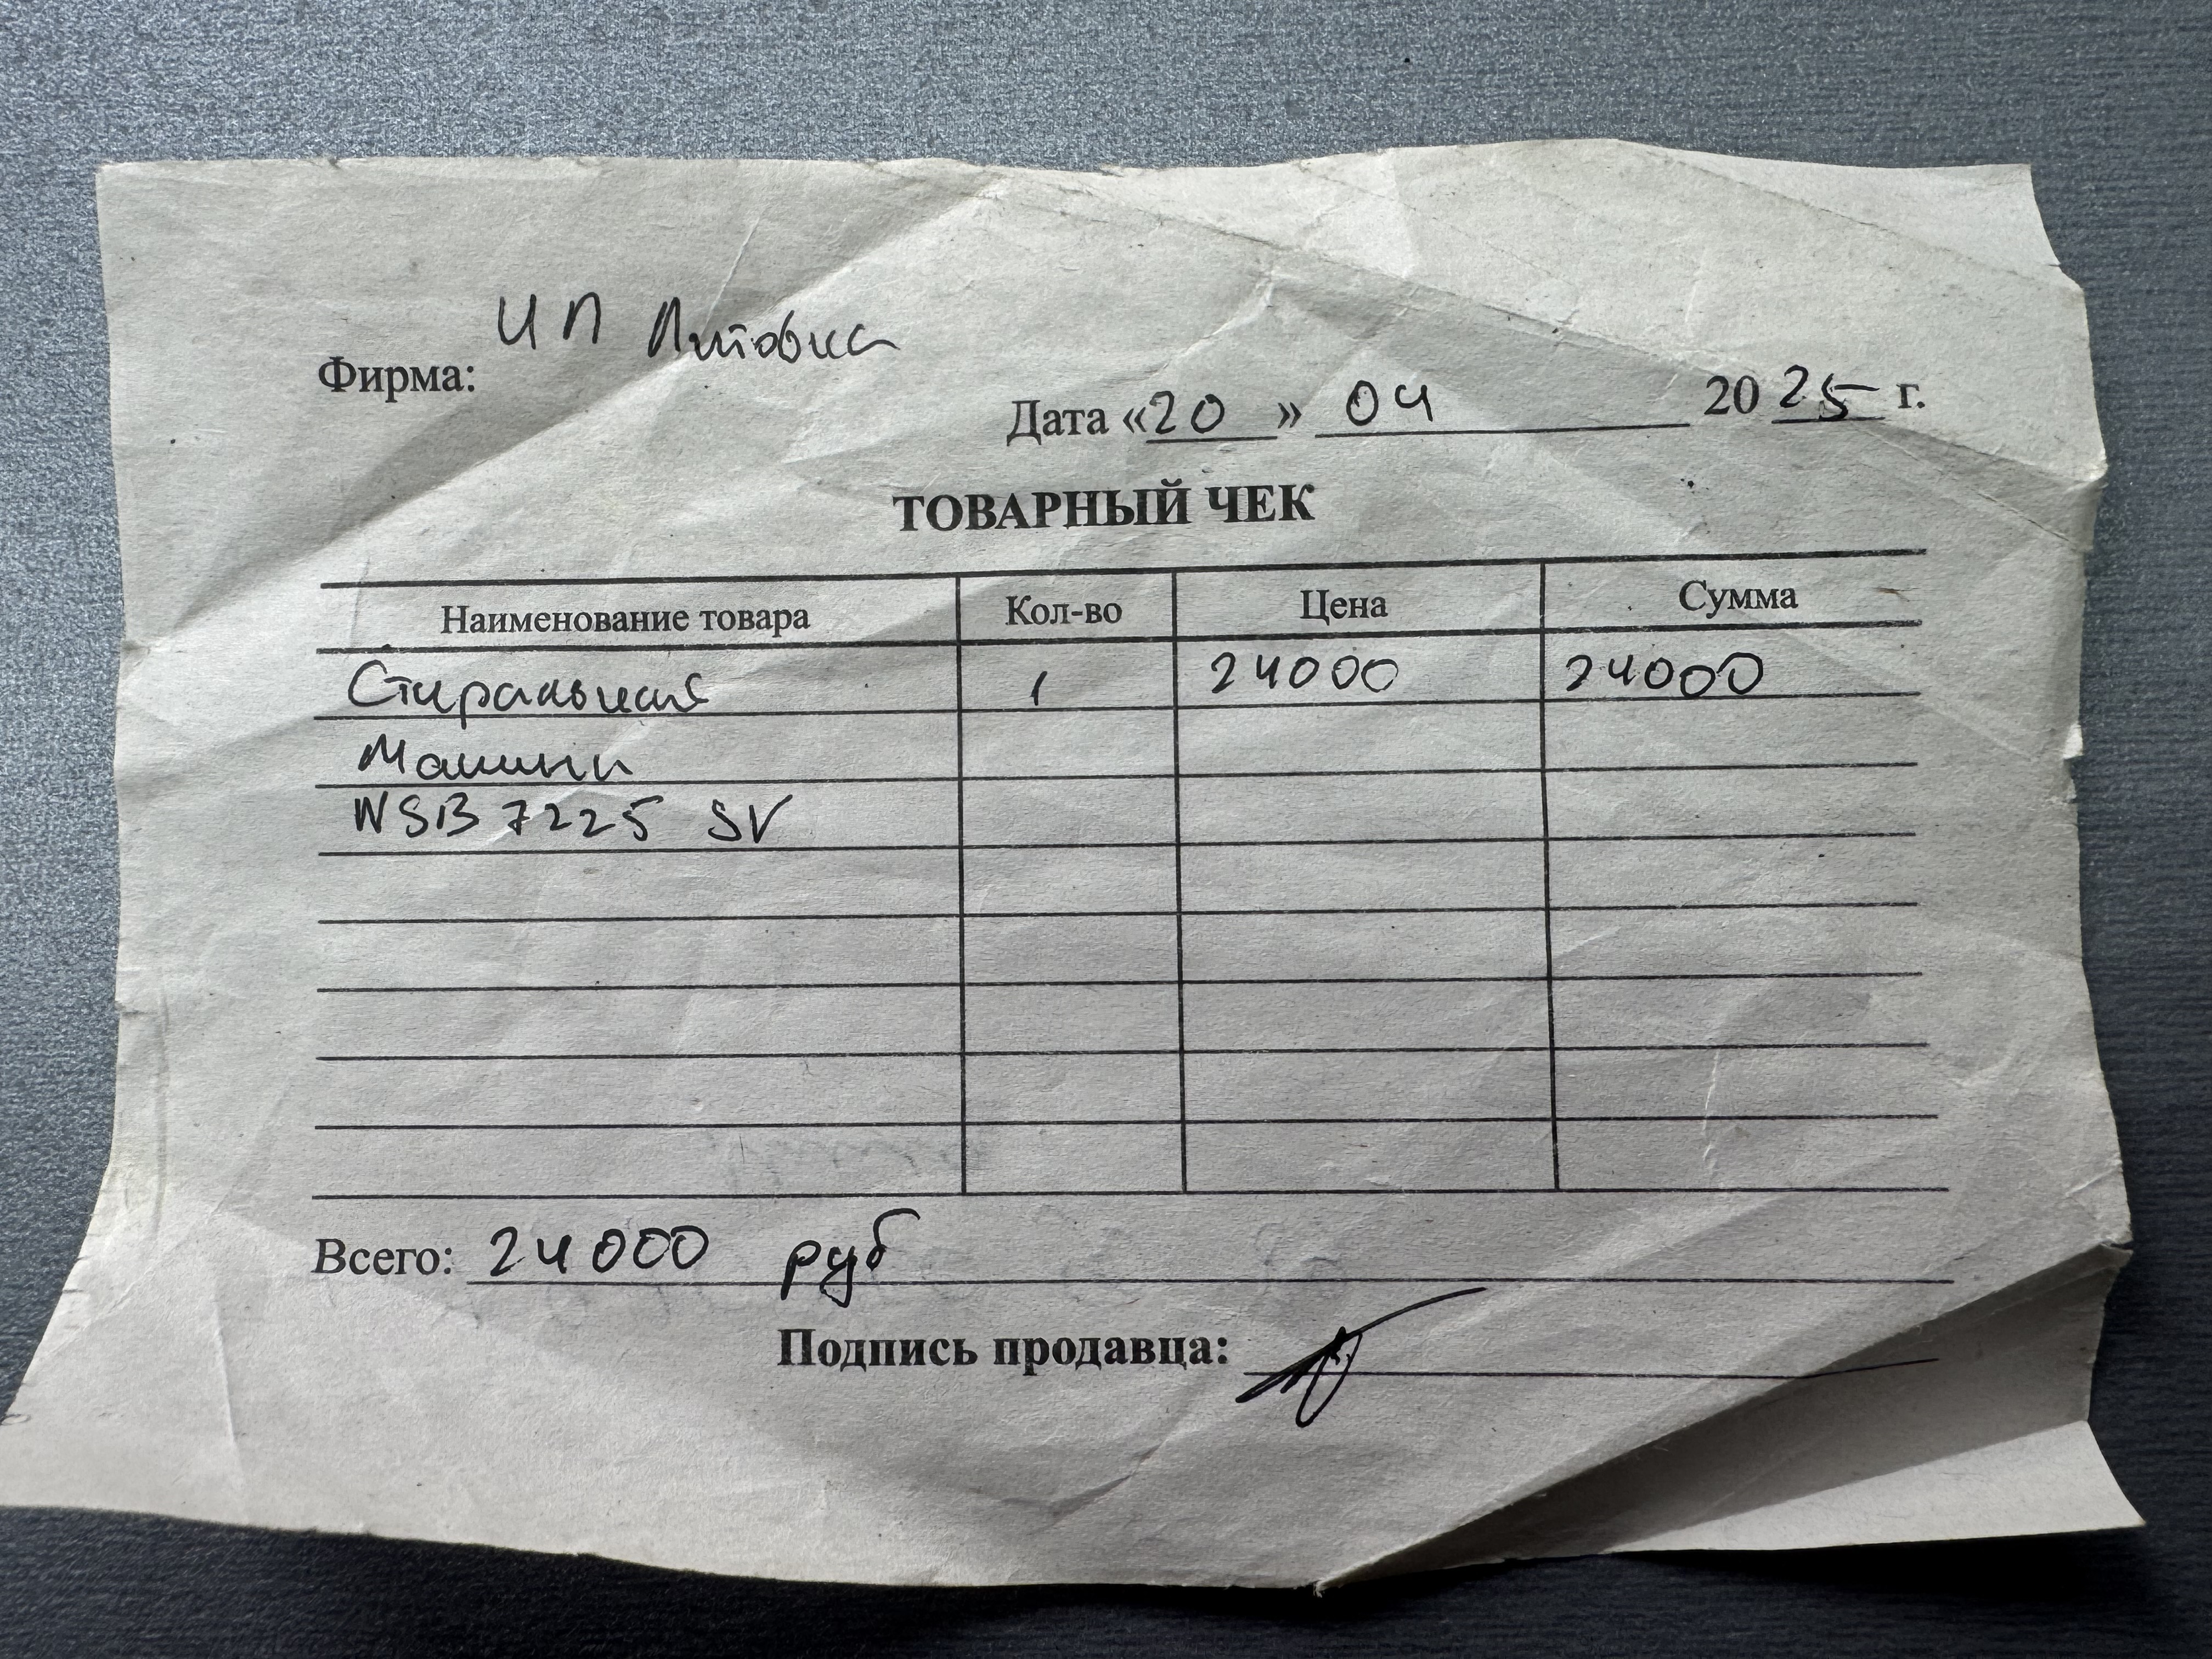 Фирма: ИП Литовка
Дата «20» 04 2025 г.
ТОВАРНЫЙ ЧЕК
Наименование товара Кол-во Цена Сумма
Стиральная 1 24000 24000
Машина
WSB 7225 SV
Всего: 24000 руб
Подпись продавца: